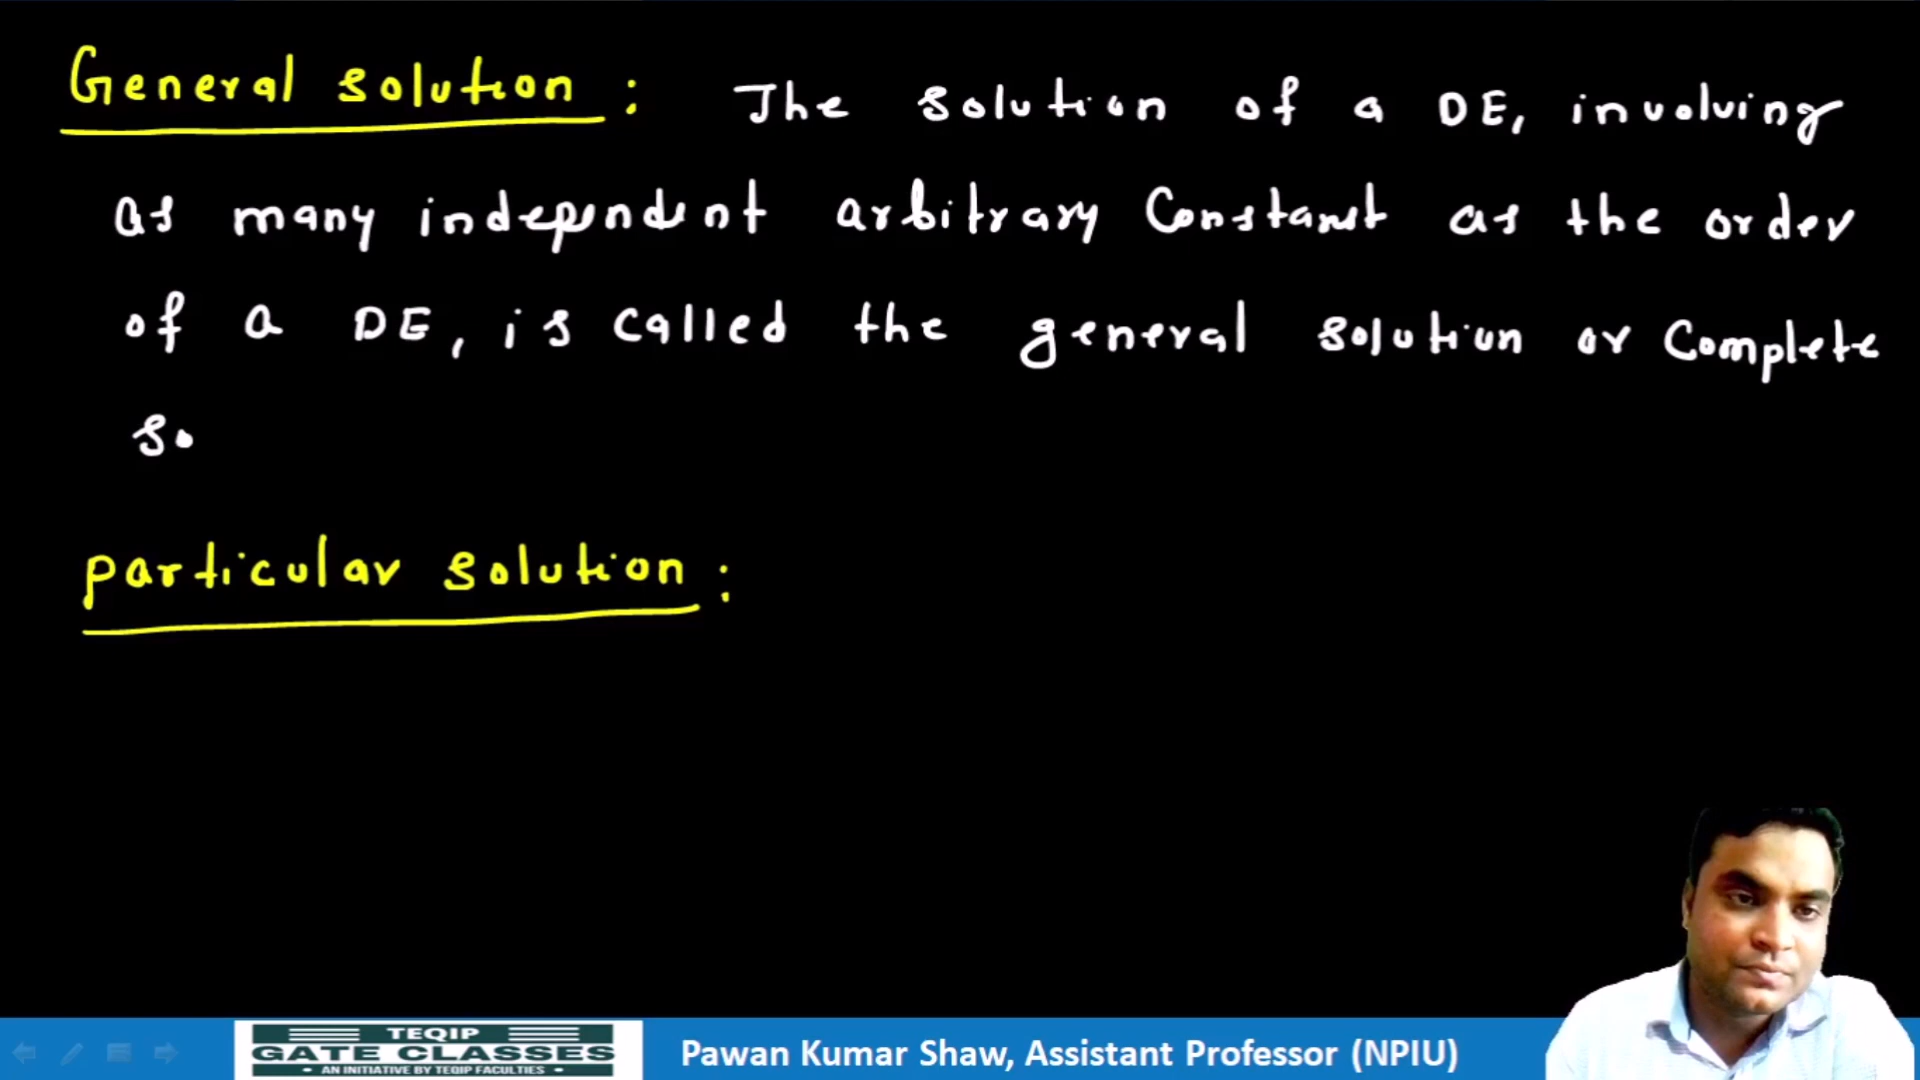 General solution : The solution of a DE, involving
as many independent arbitrary Constant as the order
of a DE, is called the general solution or Complete
so
particular solution :
TEQIP
GATE CLASSES
• AN INITIATIVE BY TEQIP FACULTIES •
Pawan Kumar Shaw, Assistant Professor (NPIU)